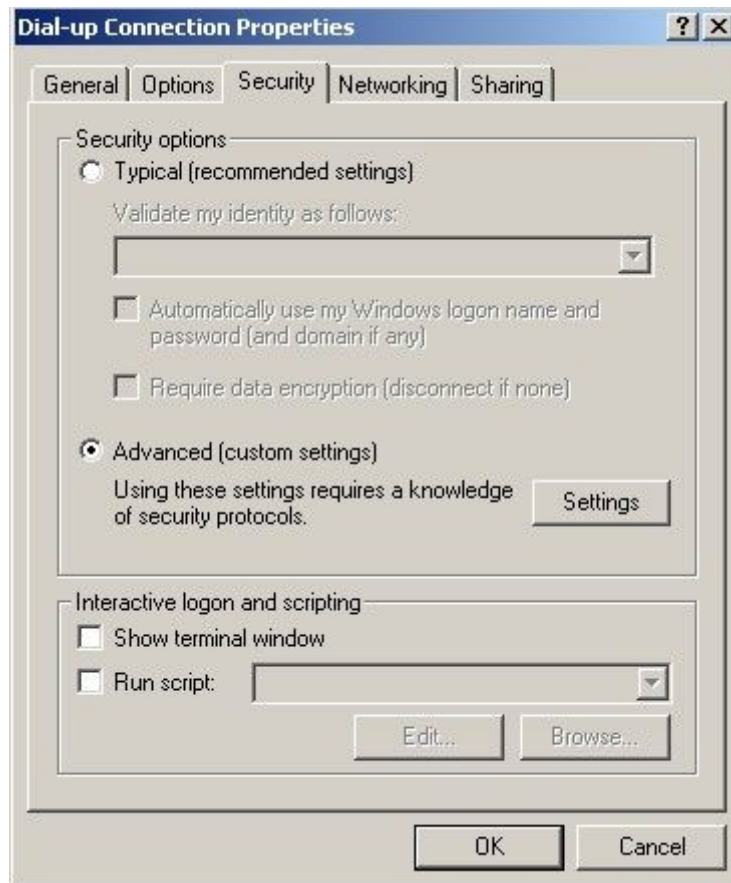 Dial-up Connection Properties
General
Options
Security
Networking
Sharing
Security options
Typical (recommended settings)
Validate my identity as follows:
Automatically use my Windows logon name and
password (and domain if any)
Require data encryption (disconnect if none)
Advanced (custom settings)
Using these settings requires a knowledge
of security protocols.
Settings
Interactive logon and scripting
Show terminal window
Run script:
Edit...
Browse...
OK
Cancel